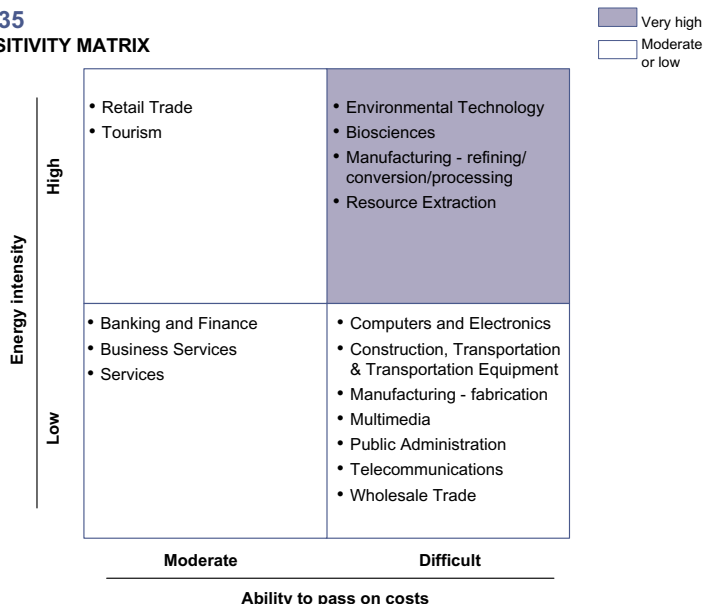 35
SITIVITY MATRIX
Very high
Moderate
or low
• Retail Trade
• Tourism
• Environmental Technology
• Biosciences
• Manufacturing - refining/
conversion/processing
• Resource Extraction
High
Energy intensity
Low
• Banking and Finance
• Business Services
• Services
• Computers and Electronics
• Construction, Transportation
& Transportation Equipment
• Manufacturing - fabrication
• Multimedia
• Public Administration
• Telecommunications
• Wholesale Trade
Moderate
Difficult
Ability to pass on costs